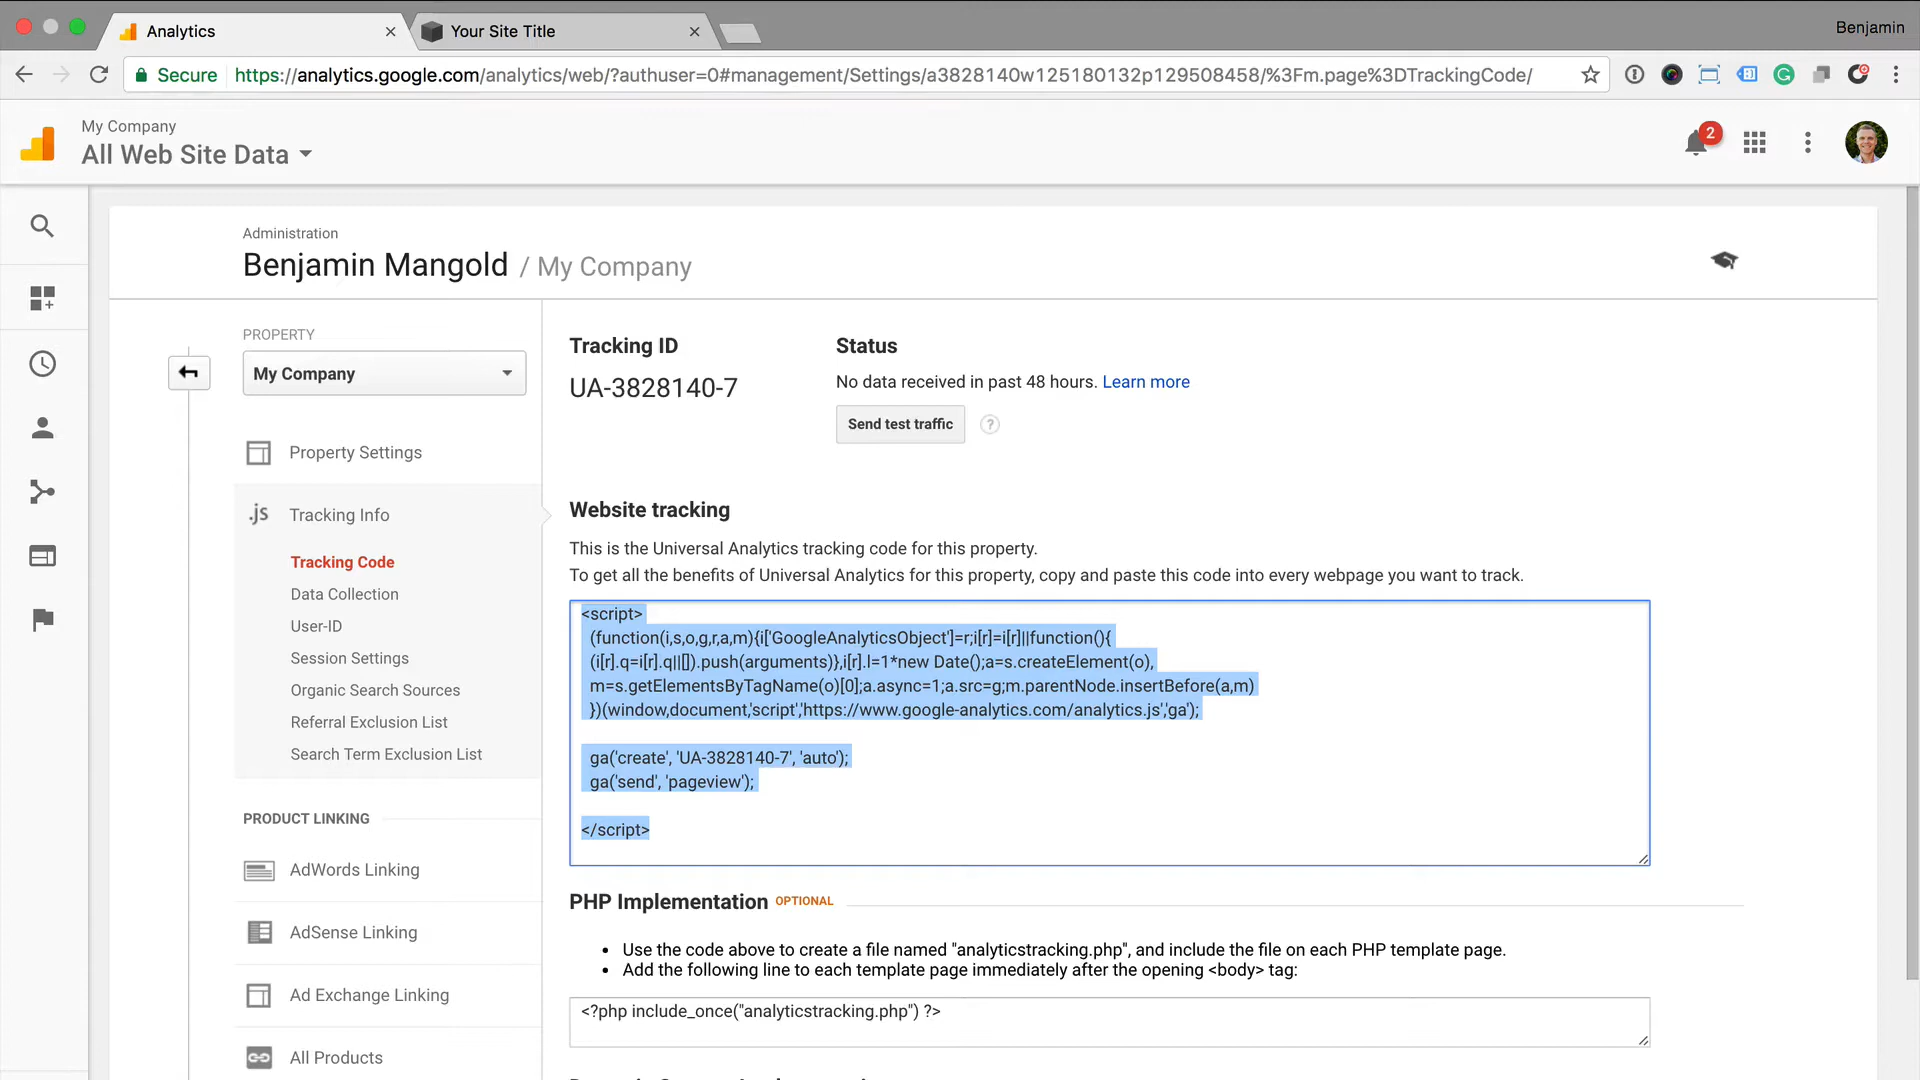 Analytics
Your Site Title
Benjamin
Secure https://analytics.google.com/analytics/web/?authuser=0#management/Settings/a3828140w125180132p129508458/%3Fm.page%3DTrackingCode/
My Company
All Web Site Data
2
Administration
Benjamin Mangold / My Company
PROPERTY
My Company
Property Settings
.js Tracking Info
Tracking Code
Data Collection
User-ID
Session Settings
Organic Search Sources
Referral Exclusion List
Search Term Exclusion List
PRODUCT LINKING
AdWords Linking
AdSense Linking
Ad Exchange Linking
All Products
Tracking ID
UA-3828140-7
Status
No data received in past 48 hours. Learn more
Send test traffic ?
Website tracking
This is the Universal Analytics tracking code for this property.
To get all the benefits of Universal Analytics for this property, copy and paste this code into every webpage you want to track.
<script>
(function(i,s,o,g,r,a,m){i['GoogleAnalyticsObject']=r;i[r]=i[r]||function(){
(i[r].q=i[r].q||[]).push(arguments)},i[r].l=1*new Date();a=s.createElement(o),
m=s.getElementsByTagName(o)[0];a.async=1;a.src=g;m.parentNode.insertBefore(a,m)
})(window,document,'script','https://www.google-analytics.com/analytics.js','ga');
ga('create', 'UA-3828140-7', 'auto');
ga('send', 'pageview');
</script>
PHP Implementation OPTIONAL
• Use the code above to create a file named "analyticstracking.php", and include the file on each PHP template page.
• Add the following line to each template page immediately after the opening <body> tag:
<?php include_once("analyticstracking.php") ?>